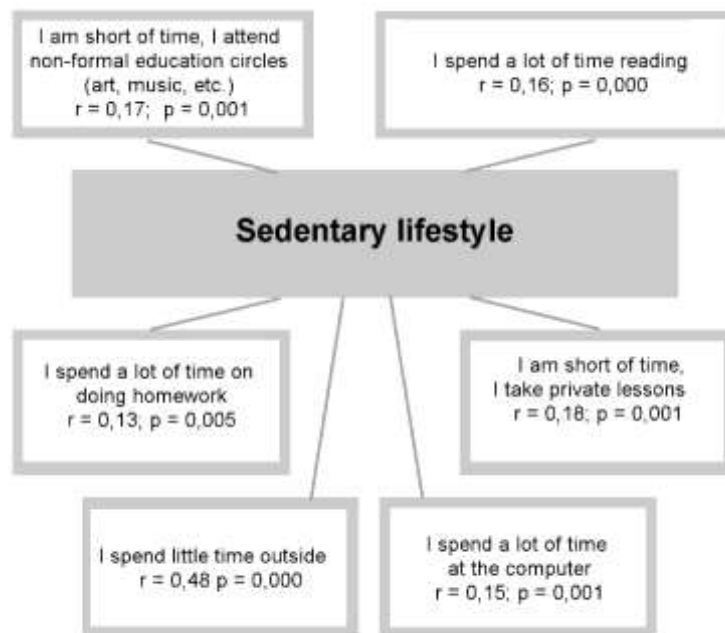 I am short of time, I attend
non-formal education circles
(art, music, etc.)
r = 0,17; p = 0,001
I spend a lot of time reading
r = 0,16; p = 0,000
Sedentary lifestyle
I spend a lot of time on
doing homework
r = 0,13; p = 0,005
I am short of time,
I take private lessons
r = 0,18; p = 0,001
I spend little time outside
r = 0,48 p = 0,000
I spend a lot of time
at the computer
r = 0,15; p = 0,001